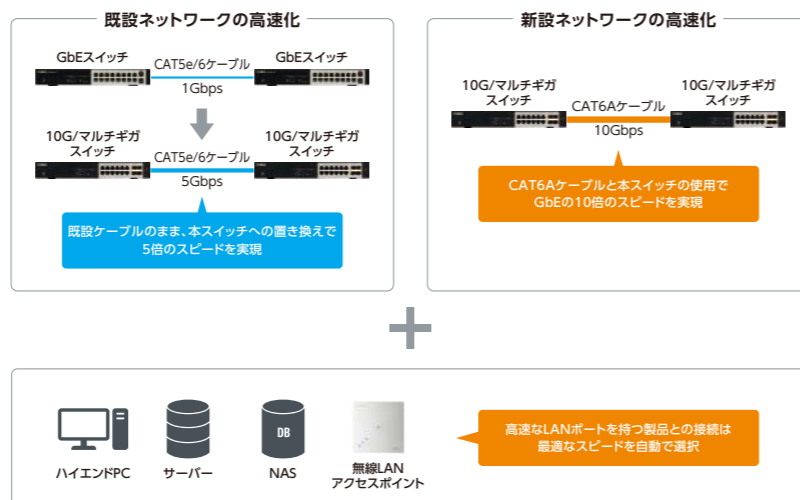 既設ネットワークの高速化
GbEスイッチ
GbEスイッチ
CAT5e/6ケーブル
1Gbps
10G/マルチギガ
スイッチ
10G/マルチギガ
スイッチ
CAT5e/6ケーブル
5Gbps
既設ケーブルのまま、本スイッチへの置き換えで
5倍のスピードを実現
新設ネットワークの高速化
10G/マルチギガ
スイッチ
10G/マルチギガ
スイッチ
CAT6Aケーブル
10Gbps
CAT6Aケーブルと本スイッチの使用で
GbEの10倍のスピードを実現
ハイエンドPC
サーバー
DB
NAS
無線LAN
アクセスポイント
高速なLANポートを持つ製品との接続は
最適なスピードを自動で選択